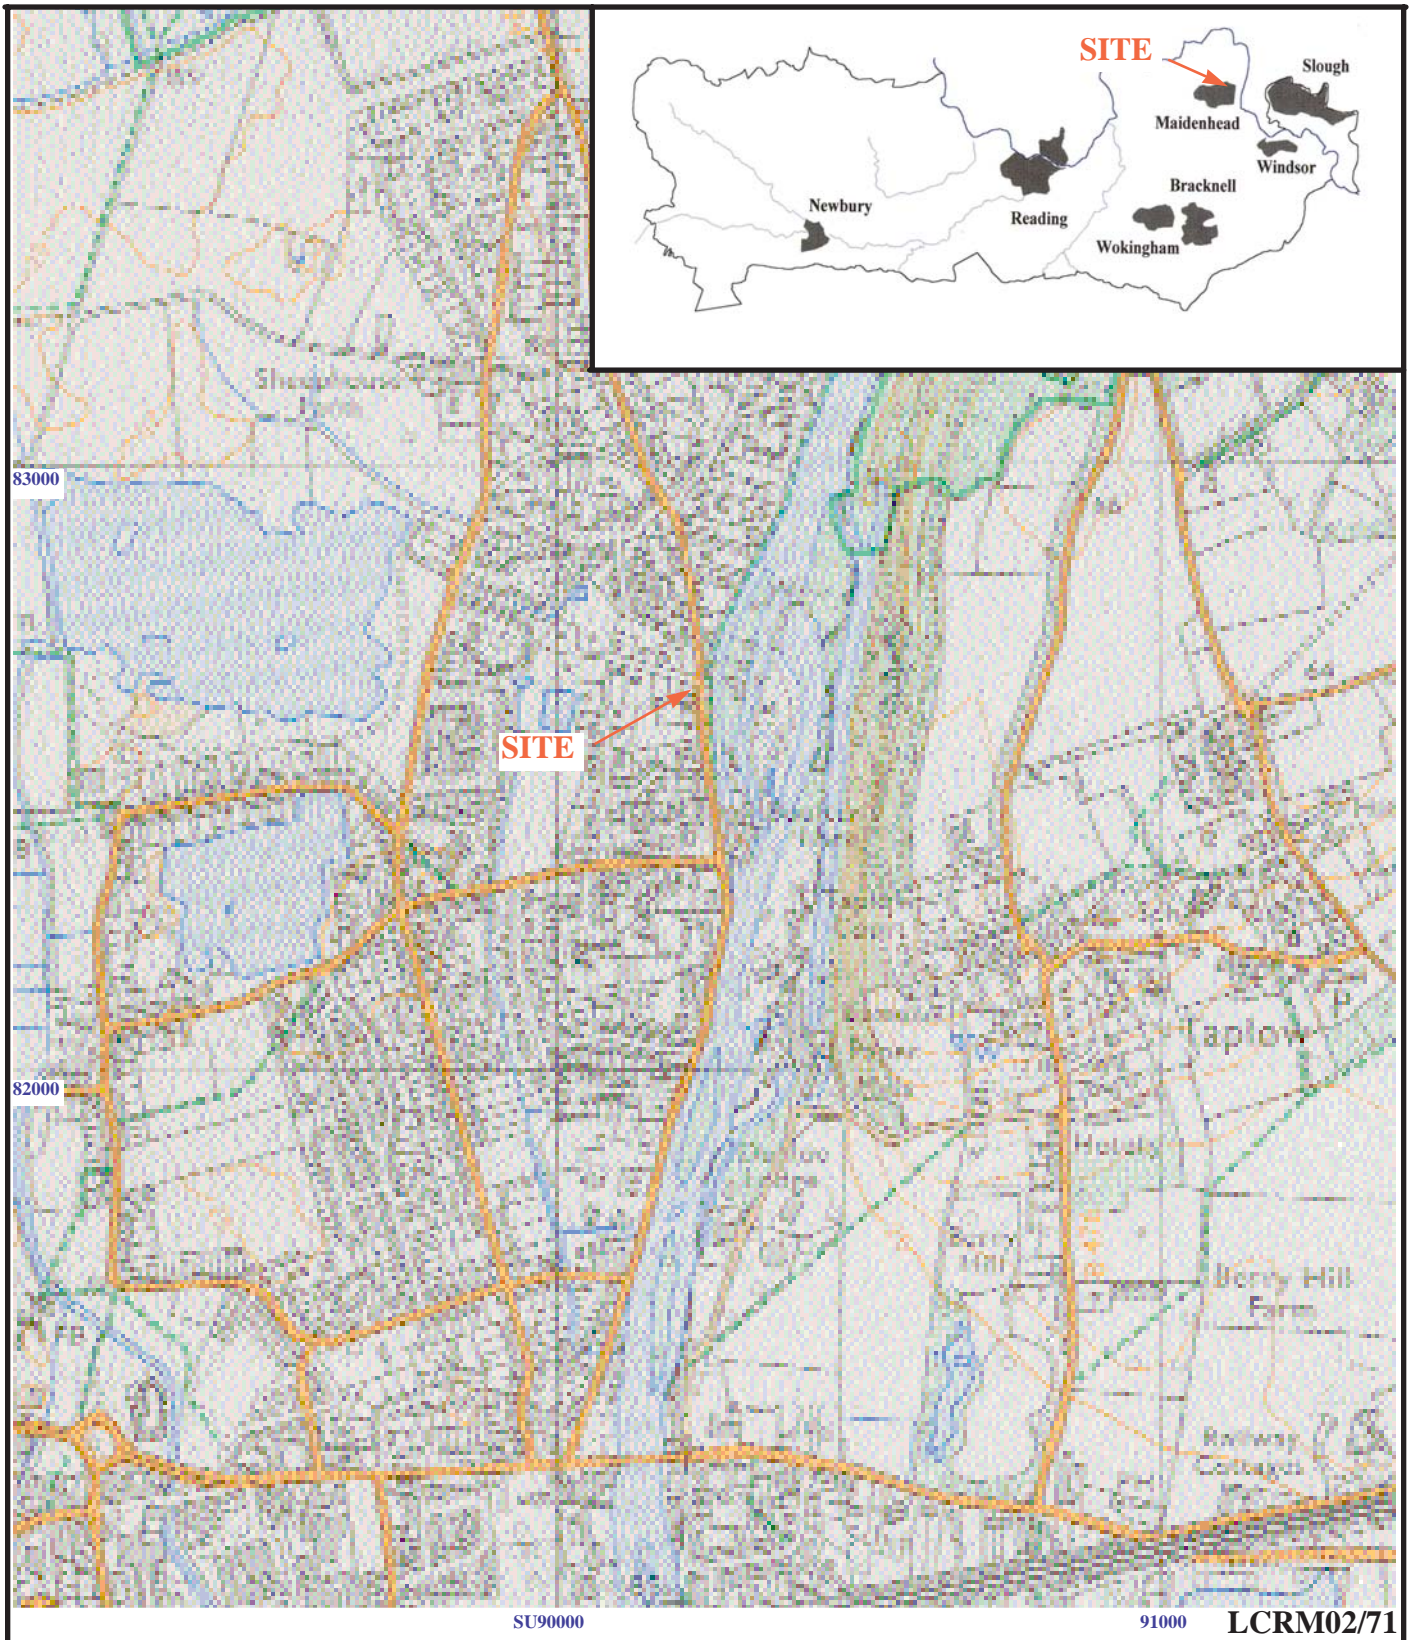 SITE
Slough
Maidenhead
Windsor
Bracknell
Newbury
Reading
Wokingham
83000
SITE
Taplow
82000
Berry Hill
Farm
Railway
SU90000
91000
LCRM02/71